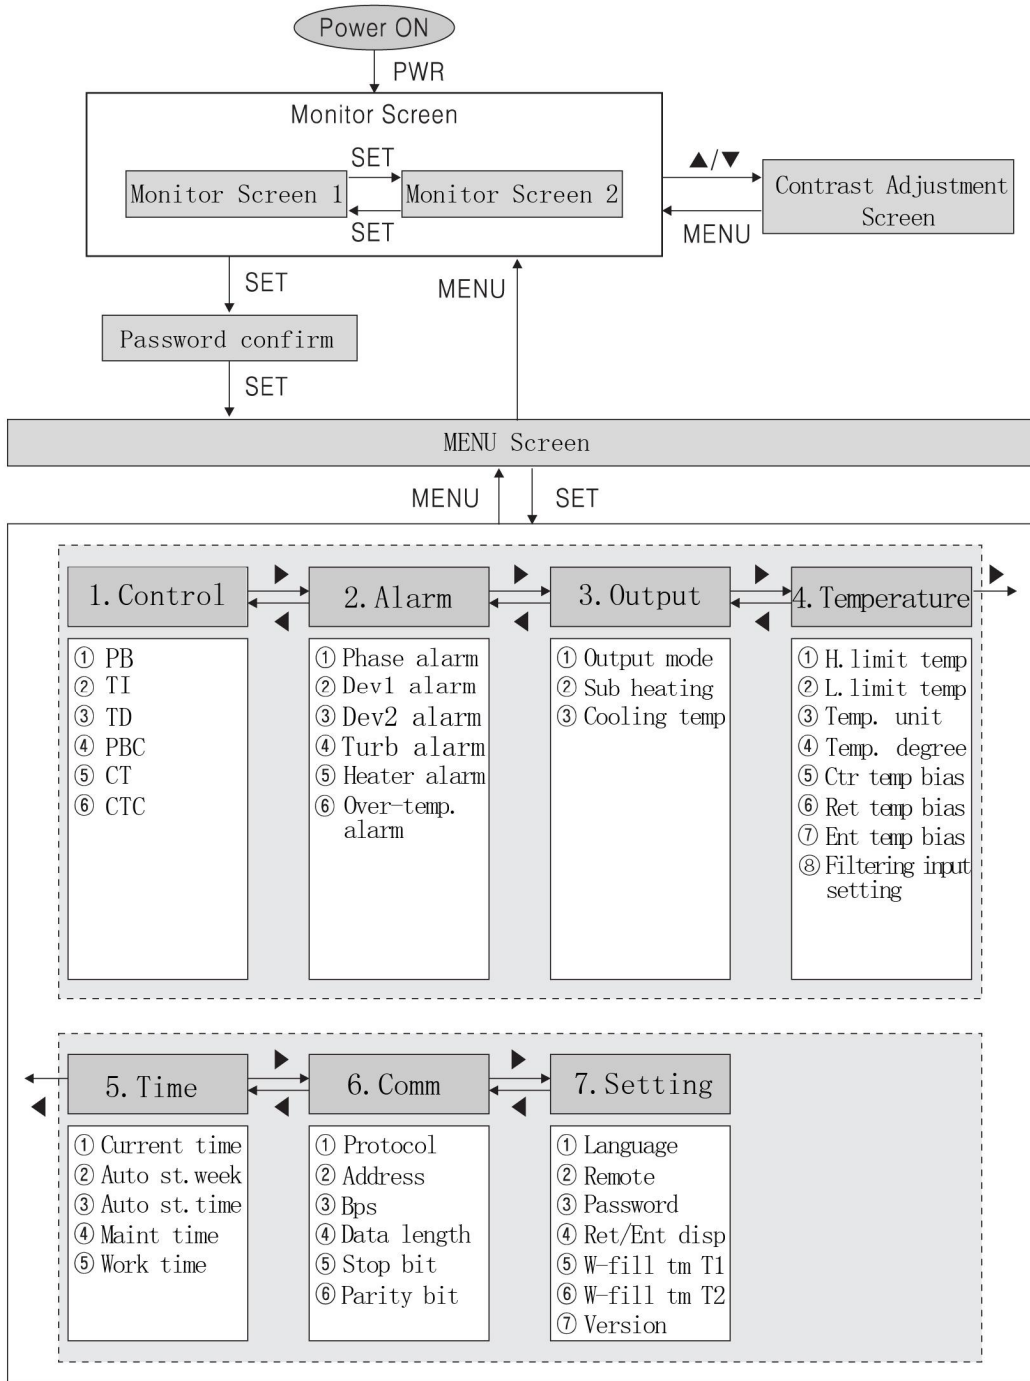 Power ON
PWR
Monitor Screen
SET
Monitor Screen 1
Monitor Screen 2
SET
▲/▼
Contrast Adjustment
Screen
MENU
SET
MENU
Password confirm
SET
MENU Screen
MENU
SET
1.Control
▶
◀
2.Alarm
▶
◀
3.Output
▶
◀
4.Temperature
▶
① PB
② TI
③ TD
④ PBC
⑤ CT
⑥ CTC
① Phase alarm
② Dev1 alarm
③ Dev2 alarm
④ Turb alarm
⑤ Heater alarm
⑥ Over-temp.
alarm
① Output mode
② Sub heating
③ Cooling temp
① H.limit temp
② L.limit temp
③ Temp. unit
④ Temp. degree
⑤ Ctr temp bias
⑥ Ret temp bias
⑦ Ent temp bias
⑧ Filtering input
setting
◀
5.Time
▶
◀
6.Comm
▶
◀
7.Setting
① Current time
② Auto st.week
③ Auto st.time
④ Maint time
⑤ Work time
① Protocol
② Address
③ Bps
④ Data length
⑤ Stop bit
⑥ Parity bit
① Language
② Remote
③ Password
④ Ret/Ent disp
⑤ W-fill tm T1
⑥ W-fill tm T2
⑦ Version